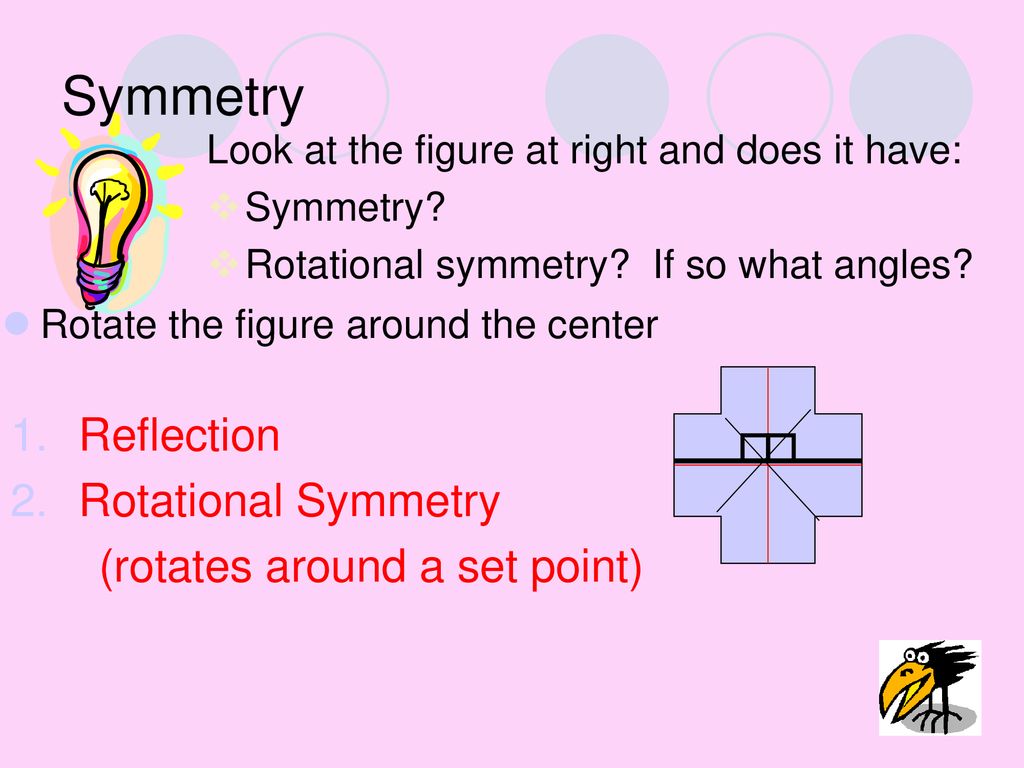 Symmetry
Look at the figure at right and does it have:
❖Symmetry?
❖Rotational symmetry?  If so what angles?
● Rotate the figure around the center
1. Reflection
2. Rotational Symmetry
(rotates around a set point)